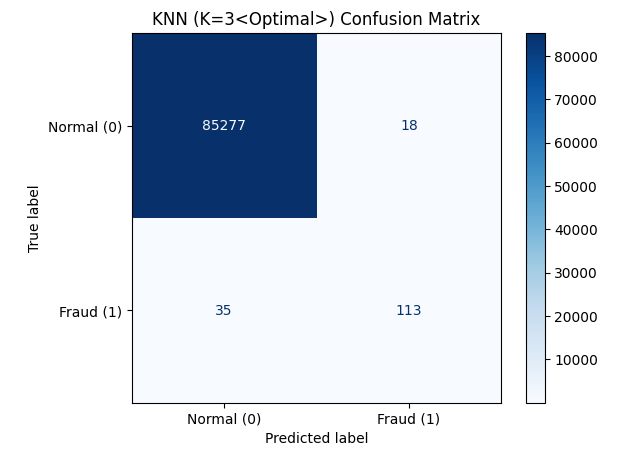 KNN (K=3<Optimal>) Confusion Matrix
True label
Normal (0)
Fraud (1)
85277
18
35
113
Normal (0)
Fraud (1)
Predicted label
80000
70000
60000
50000
40000
30000
20000
10000